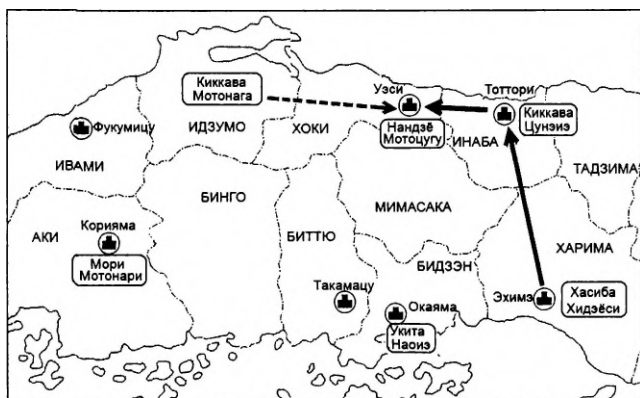 Киккава
Мотонага
Уэси
Тоттори
Фукумицу
ИДЗУМО
ХОКИ
Нандзё
Мотоцугу
ИНАБА
Киккава
Цунэиэ
ИВАМИ
ТАДЗИМА
БИНГО
МИМАСАКА
АКИ
Корияма
БИТТЮ
ХАРИМА
Мори
Мотонари
БИДЗЭН
Такамацу
Окаяма
Эхимэ
Хасиба
Хидэёси
Укита
Наоиэ